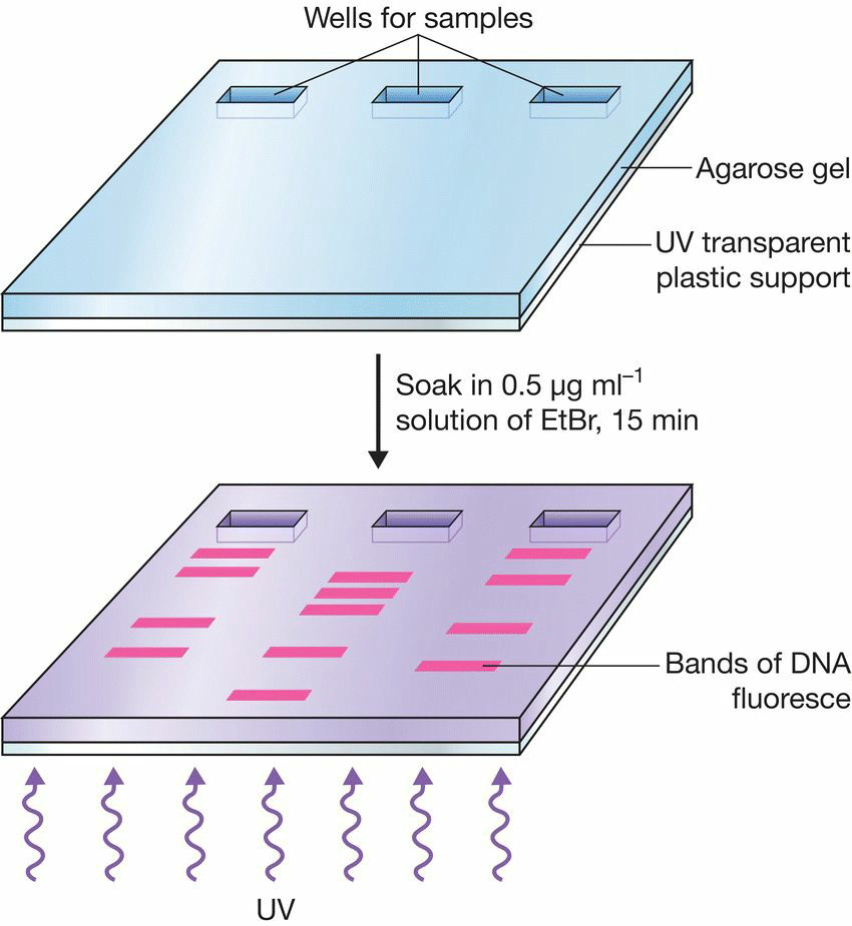 Wells for samples
Agarose gel
UV transparent
plastic support
Soak in 0.5 µg ml⁻¹
solution of EtBr, 15 min
Bands of DNA
fluoresce
UV